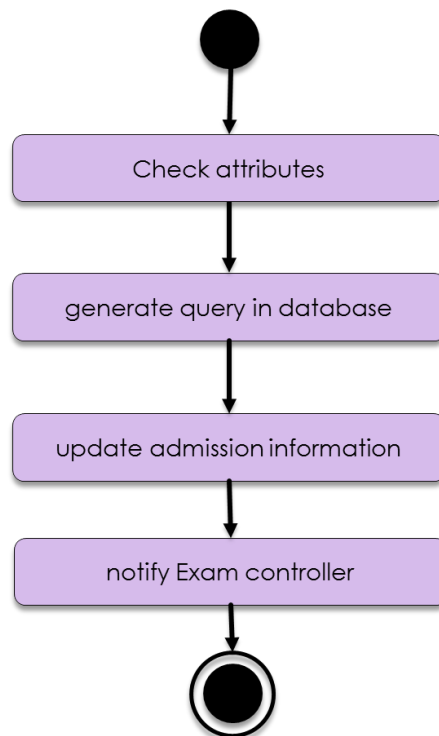 Check attributes
generate query in database
update admission information
notify Exam controller